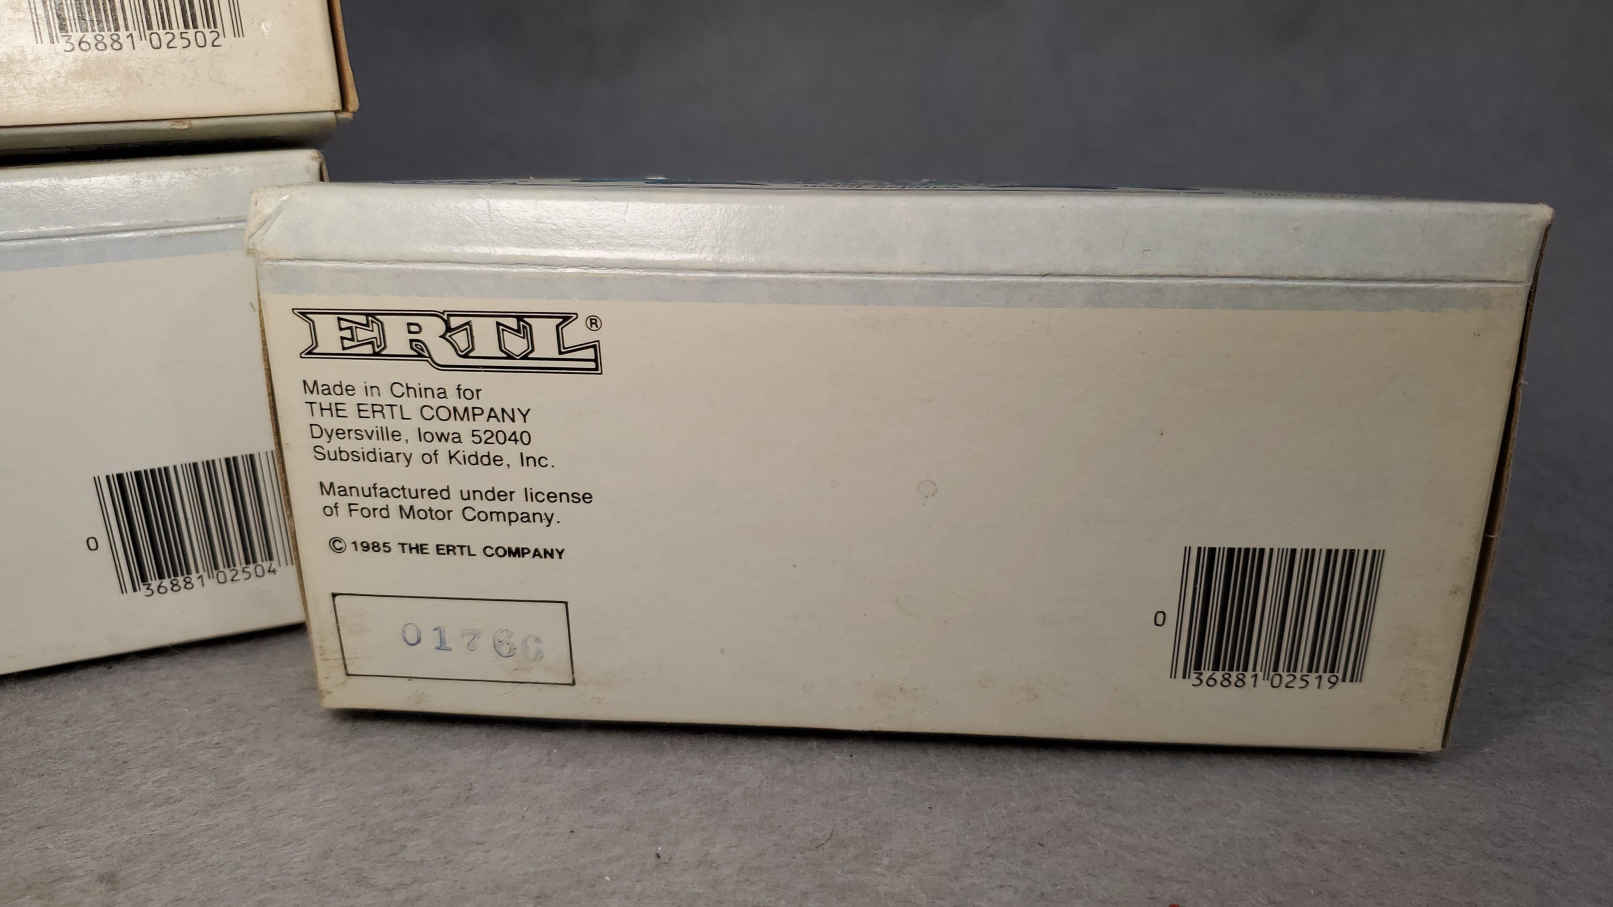 36881 02502
ERTL®
Made in China for
THE ERTL COMPANY
Dyersville, Iowa 52040
Subsidiary of Kidde, Inc.
Manufactured under license
of Ford Motor Company.
© 1985 THE ERTL COMPANY
0 36881 02504
0 36881 02519